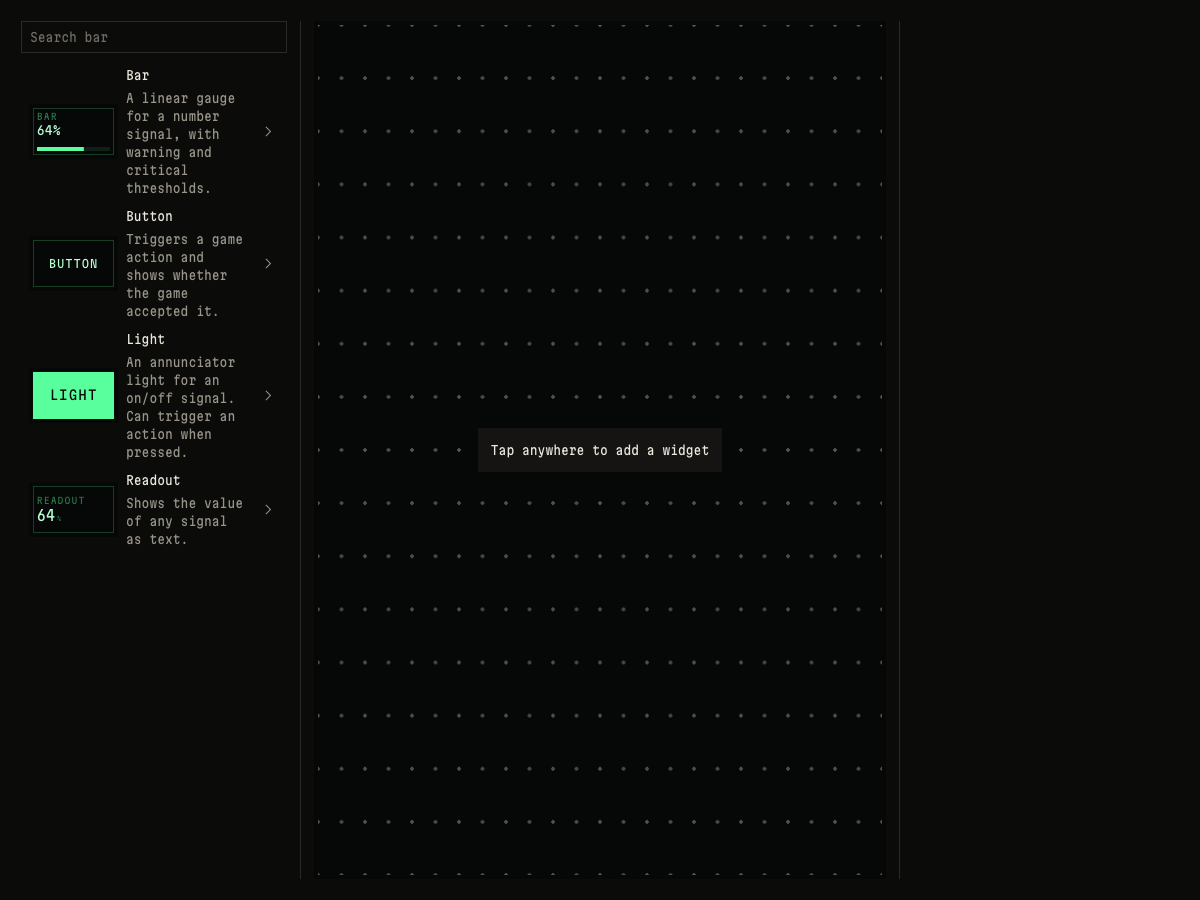 Search bar
Bar
A linear gauge
for a number
signal, with
warning and
critical
thresholds.
BAR
64%
Button
Triggers a game
action and
shows whether
the game
accepted it.
BUTTON
Light
An annunciator
light for an
on/off signal.
Can trigger an
action when
pressed.
LIGHT
Readout
Shows the value
of any signal
as text.
READOUT
64%
Tap anywhere to add a widget